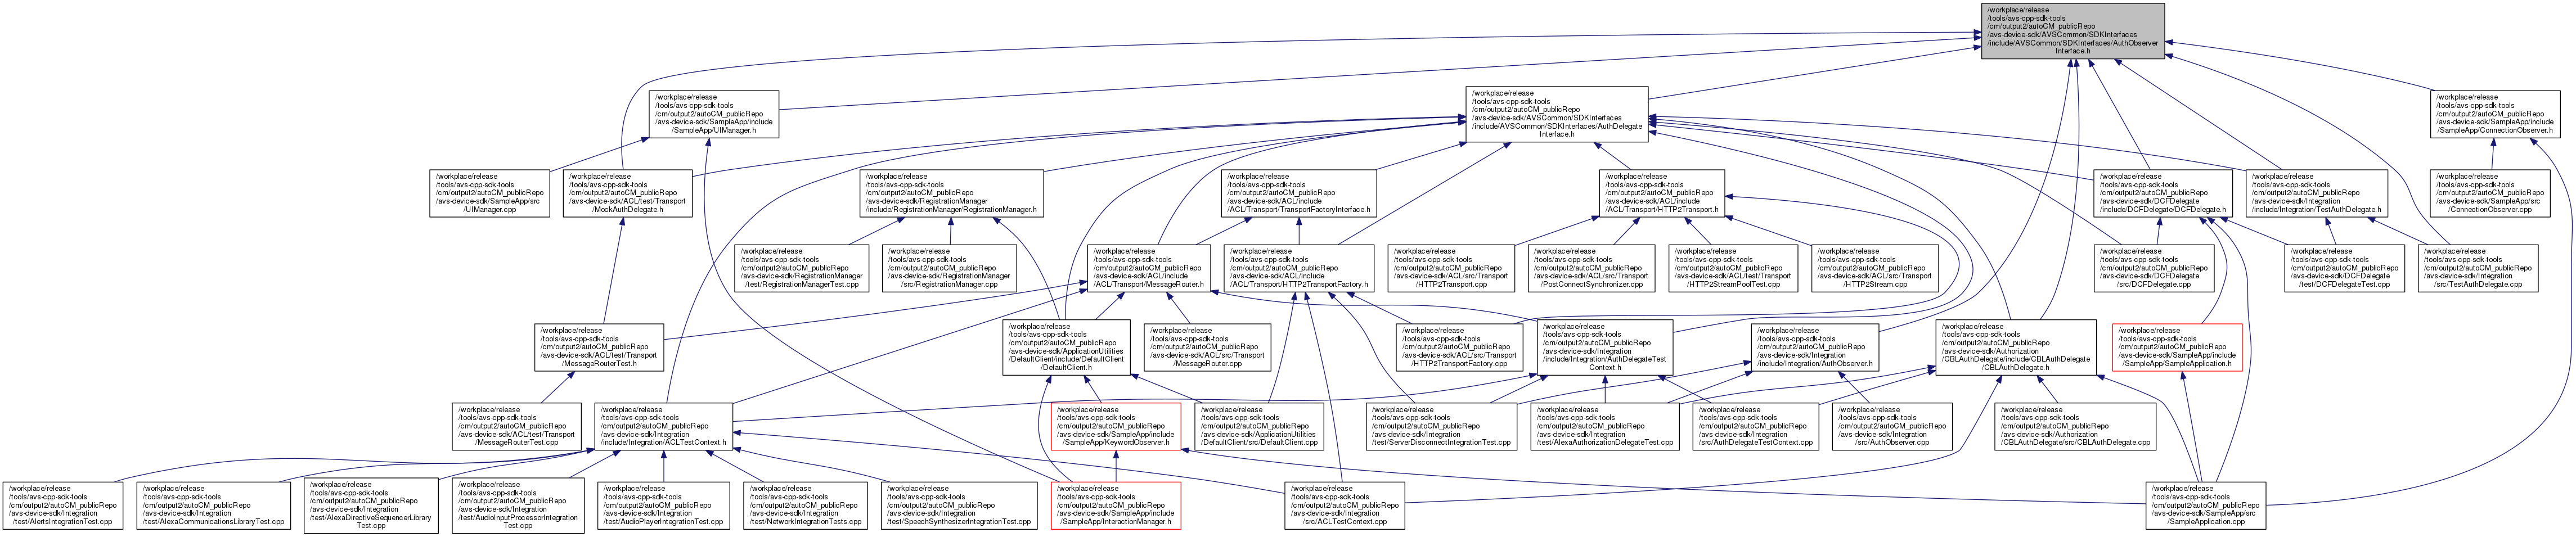 /workplace/release
/tools/avs-cpp-sdk-tools
/cm/output2/autoCM_publicRepo
/avs-device-sdk/AVSCommon/SDKInterfaces
/include/AVSCommon/SDKInterfaces/AuthObserver
Interface.h
/workplace/release
/tools/avs-cpp-sdk-tools
/cm/output2/autoCM_publicRepo
/avs-device-sdk/SampleApp/include
/SampleApp/UIManager.h
/workplace/release
/tools/avs-cpp-sdk-tools
/cm/output2/autoCM_publicRepo
/avs-device-sdk/AVSCommon/SDKInterfaces
/include/AVSCommon/SDKInterfaces/AuthDelegate
Interface.h
/workplace/release
/tools/avs-cpp-sdk-tools
/cm/output2/autoCM_publicRepo
/avs-device-sdk/SampleApp/include
/SampleApp/ConnectionObserver.h
/workplace/release
/tools/avs-cpp-sdk-tools
/cm/output2/autoCM_publicRepo
/avs-device-sdk/SampleApp/src
/UIManager.cpp
/workplace/release
/tools/avs-cpp-sdk-tools
/cm/output2/autoCM_publicRepo
/avs-device-sdk/ACL/test/Transport
/MockAuthDelegate.h
/workplace/release
/tools/avs-cpp-sdk-tools
/cm/output2/autoCM_publicRepo
/avs-device-sdk/RegistrationManager
/include/RegistrationManager/RegistrationManager.h
/workplace/release
/tools/avs-cpp-sdk-tools
/cm/output2/autoCM_publicRepo
/avs-device-sdk/ACL/include
/ACL/Transport/TransportFactoryInterface.h
/workplace/release
/tools/avs-cpp-sdk-tools
/cm/output2/autoCM_publicRepo
/avs-device-sdk/ACL/include
/ACL/Transport/HTTP2Transport.h
/workplace/release
/tools/avs-cpp-sdk-tools
/cm/output2/autoCM_publicRepo
/avs-device-sdk/DCFDelegate
/include/DCFDelegate/DCFDelegate.h
/workplace/release
/tools/avs-cpp-sdk-tools
/cm/output2/autoCM_publicRepo
/avs-device-sdk/Integration
/include/Integration/TestAuthDelegate.h
/workplace/release
/tools/avs-cpp-sdk-tools
/cm/output2/autoCM_publicRepo
/avs-device-sdk/SampleApp/src
/ConnectionObserver.cpp
/workplace/release
/tools/avs-cpp-sdk-tools
/cm/output2/autoCM_publicRepo
/avs-device-sdk/RegistrationManager
/test/RegistrationManagerTest.cpp
/workplace/release
/tools/avs-cpp-sdk-tools
/cm/output2/autoCM_publicRepo
/avs-device-sdk/RegistrationManager
/src/RegistrationManager.cpp
/workplace/release
/tools/avs-cpp-sdk-tools
/cm/output2/autoCM_publicRepo
/avs-device-sdk/ACL/include
/ACL/Transport/MessageRouter.h
/workplace/release
/tools/avs-cpp-sdk-tools
/cm/output2/autoCM_publicRepo
/avs-device-sdk/ACL/include
/ACL/Transport/HTTP2TransportFactory.h
/workplace/release
/tools/avs-cpp-sdk-tools
/cm/output2/autoCM_publicRepo
/avs-device-sdk/ACL/src/Transport
/HTTP2Transport.cpp
/workplace/release
/tools/avs-cpp-sdk-tools
/cm/output2/autoCM_publicRepo
/avs-device-sdk/ACL/src/Transport
/PostConnectSynchronizer.cpp
/workplace/release
/tools/avs-cpp-sdk-tools
/cm/output2/autoCM_publicRepo
/avs-device-sdk/ACL/test/Transport
/HTTP2StreamPoolTest.cpp
/workplace/release
/tools/avs-cpp-sdk-tools
/cm/output2/autoCM_publicRepo
/avs-device-sdk/ACL/src/Transport
/HTTP2Stream.cpp
/workplace/release
/tools/avs-cpp-sdk-tools
/cm/output2/autoCM_publicRepo
/avs-device-sdk/DCFDelegate
/src/DCFDelegate.cpp
/workplace/release
/tools/avs-cpp-sdk-tools
/cm/output2/autoCM_publicRepo
/avs-device-sdk/DCFDelegate
/test/DCFDelegateTest.cpp
/workplace/release
/tools/avs-cpp-sdk-tools
/cm/output2/autoCM_publicRepo
/avs-device-sdk/Integration
/src/TestAuthDelegate.cpp
/workplace/release
/tools/avs-cpp-sdk-tools
/cm/output2/autoCM_publicRepo
/avs-device-sdk/ACL/test/Transport
/MessageRouterTest.h
/workplace/release
/tools/avs-cpp-sdk-tools
/cm/output2/autoCM_publicRepo
/avs-device-sdk/ApplicationUtilities
/DefaultClient/include/DefaultClient
/DefaultClient.h
/workplace/release
/tools/avs-cpp-sdk-tools
/cm/output2/autoCM_publicRepo
/avs-device-sdk/ACL/src/Transport
/MessageRouter.cpp
/workplace/release
/tools/avs-cpp-sdk-tools
/cm/output2/autoCM_publicRepo
/avs-device-sdk/ACL/src/Transport
/HTTP2TransportFactory.cpp
/workplace/release
/tools/avs-cpp-sdk-tools
/cm/output2/autoCM_publicRepo
/avs-device-sdk/Integration
/include/Integration/AuthDelegateTest
Context.h
/workplace/release
/tools/avs-cpp-sdk-tools
/cm/output2/autoCM_publicRepo
/avs-device-sdk/Integration
/include/Integration/AuthObserver.h
/workplace/release
/tools/avs-cpp-sdk-tools
/cm/output2/autoCM_publicRepo
/avs-device-sdk/Authorization
/CBLAuthDelegate/include/CBLAuthDelegate
/CBLAuthDelegate.h
/workplace/release
/tools/avs-cpp-sdk-tools
/cm/output2/autoCM_publicRepo
/avs-device-sdk/SampleApp/include
/SampleApp/SampleApplication.h
/workplace/release
/tools/avs-cpp-sdk-tools
/cm/output2/autoCM_publicRepo
/avs-device-sdk/ACL/test/Transport
/MessageRouterTest.cpp
/workplace/release
/tools/avs-cpp-sdk-tools
/cm/output2/autoCM_publicRepo
/avs-device-sdk/Integration
/include/Integration/ACLTestContext.h
/workplace/release
/tools/avs-cpp-sdk-tools
/cm/output2/autoCM_publicRepo
/avs-device-sdk/SampleApp/include
/SampleApp/KeywordObserver.h
/workplace/release
/tools/avs-cpp-sdk-tools
/cm/output2/autoCM_publicRepo
/avs-device-sdk/ApplicationUtilities
/DefaultClient/src/DefaultClient.cpp
/workplace/release
/tools/avs-cpp-sdk-tools
/cm/output2/autoCM_publicRepo
/avs-device-sdk/Integration
/test/ServerDisconnectIntegrationTest.cpp
/workplace/release
/tools/avs-cpp-sdk-tools
/cm/output2/autoCM_publicRepo
/avs-device-sdk/Integration
/test/AlexaAuthorizationDelegateTest.cpp
/workplace/release
/tools/avs-cpp-sdk-tools
/cm/output2/autoCM_publicRepo
/avs-device-sdk/Integration
/src/AuthDelegateTestContext.cpp
/workplace/release
/tools/avs-cpp-sdk-tools
/cm/output2/autoCM_publicRepo
/avs-device-sdk/Integration
/src/AuthObserver.cpp
/workplace/release
/tools/avs-cpp-sdk-tools
/cm/output2/autoCM_publicRepo
/avs-device-sdk/Authorization
/CBLAuthDelegate/src/CBLAuthDelegate.cpp
/workplace/release
/tools/avs-cpp-sdk-tools
/cm/output2/autoCM_publicRepo
/avs-device-sdk/Integration
/test/AlertsIntegrationTest.cpp
/workplace/release
/tools/avs-cpp-sdk-tools
/cm/output2/autoCM_publicRepo
/avs-device-sdk/Integration
/test/AlexaCommunicationsLibraryTest.cpp
/workplace/release
/tools/avs-cpp-sdk-tools
/cm/output2/autoCM_publicRepo
/avs-device-sdk/Integration
/test/AlexaDirectiveSequencerLibrary
Test.cpp
/workplace/release
/tools/avs-cpp-sdk-tools
/cm/output2/autoCM_publicRepo
/avs-device-sdk/Integration
/test/AudioInputProcessorIntegration
Test.cpp
/workplace/release
/tools/avs-cpp-sdk-tools
/cm/output2/autoCM_publicRepo
/avs-device-sdk/Integration
/test/AudioPlayerIntegrationTest.cpp
/workplace/release
/tools/avs-cpp-sdk-tools
/cm/output2/autoCM_publicRepo
/avs-device-sdk/Integration
/test/NetworkIntegrationTests.cpp
/workplace/release
/tools/avs-cpp-sdk-tools
/cm/output2/autoCM_publicRepo
/avs-device-sdk/Integration
/test/SpeechSynthesizerIntegrationTest.cpp
/workplace/release
/tools/avs-cpp-sdk-tools
/cm/output2/autoCM_publicRepo
/avs-device-sdk/SampleApp/include
/SampleApp/InteractionManager.h
/workplace/release
/tools/avs-cpp-sdk-tools
/cm/output2/autoCM_publicRepo
/avs-device-sdk/Integration
/src/ACLTestContext.cpp
/workplace/release
/tools/avs-cpp-sdk-tools
/cm/output2/autoCM_publicRepo
/avs-device-sdk/SampleApp/src
/SampleApplication.cpp